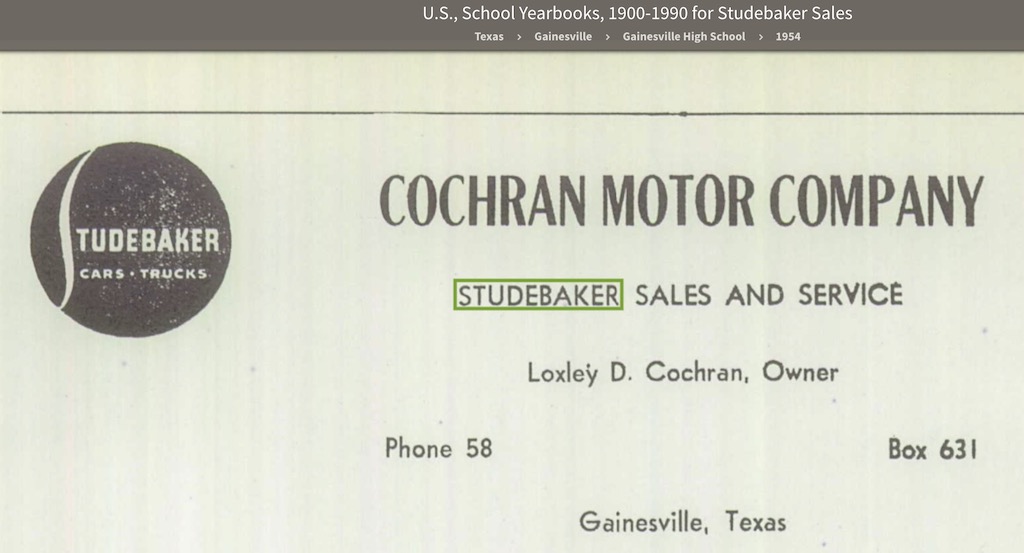 U.S., School Yearbooks, 1900-1990 for Studebaker Sales
Texas > Gainesville > Gainesville High School > 1954
STUDEBAKER
CARS • TRUCKS
COCHRAN MOTOR COMPANY
STUDEBAKER SALES AND SERVICE
Loxley D. Cochran, Owner
Phone 58 Box 631
Gainesville, Texas